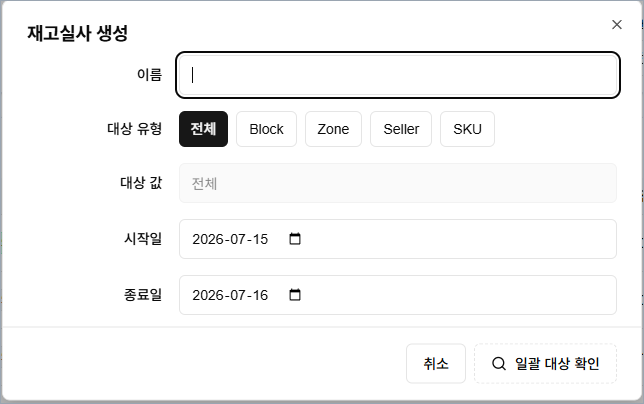 재고실사 생성
이름
대상 유형 전체 Block Zone Seller SKU
대상 값 전체
시작일 2026-07-15
종료일 2026-07-16
취소 일괄 대상 확인